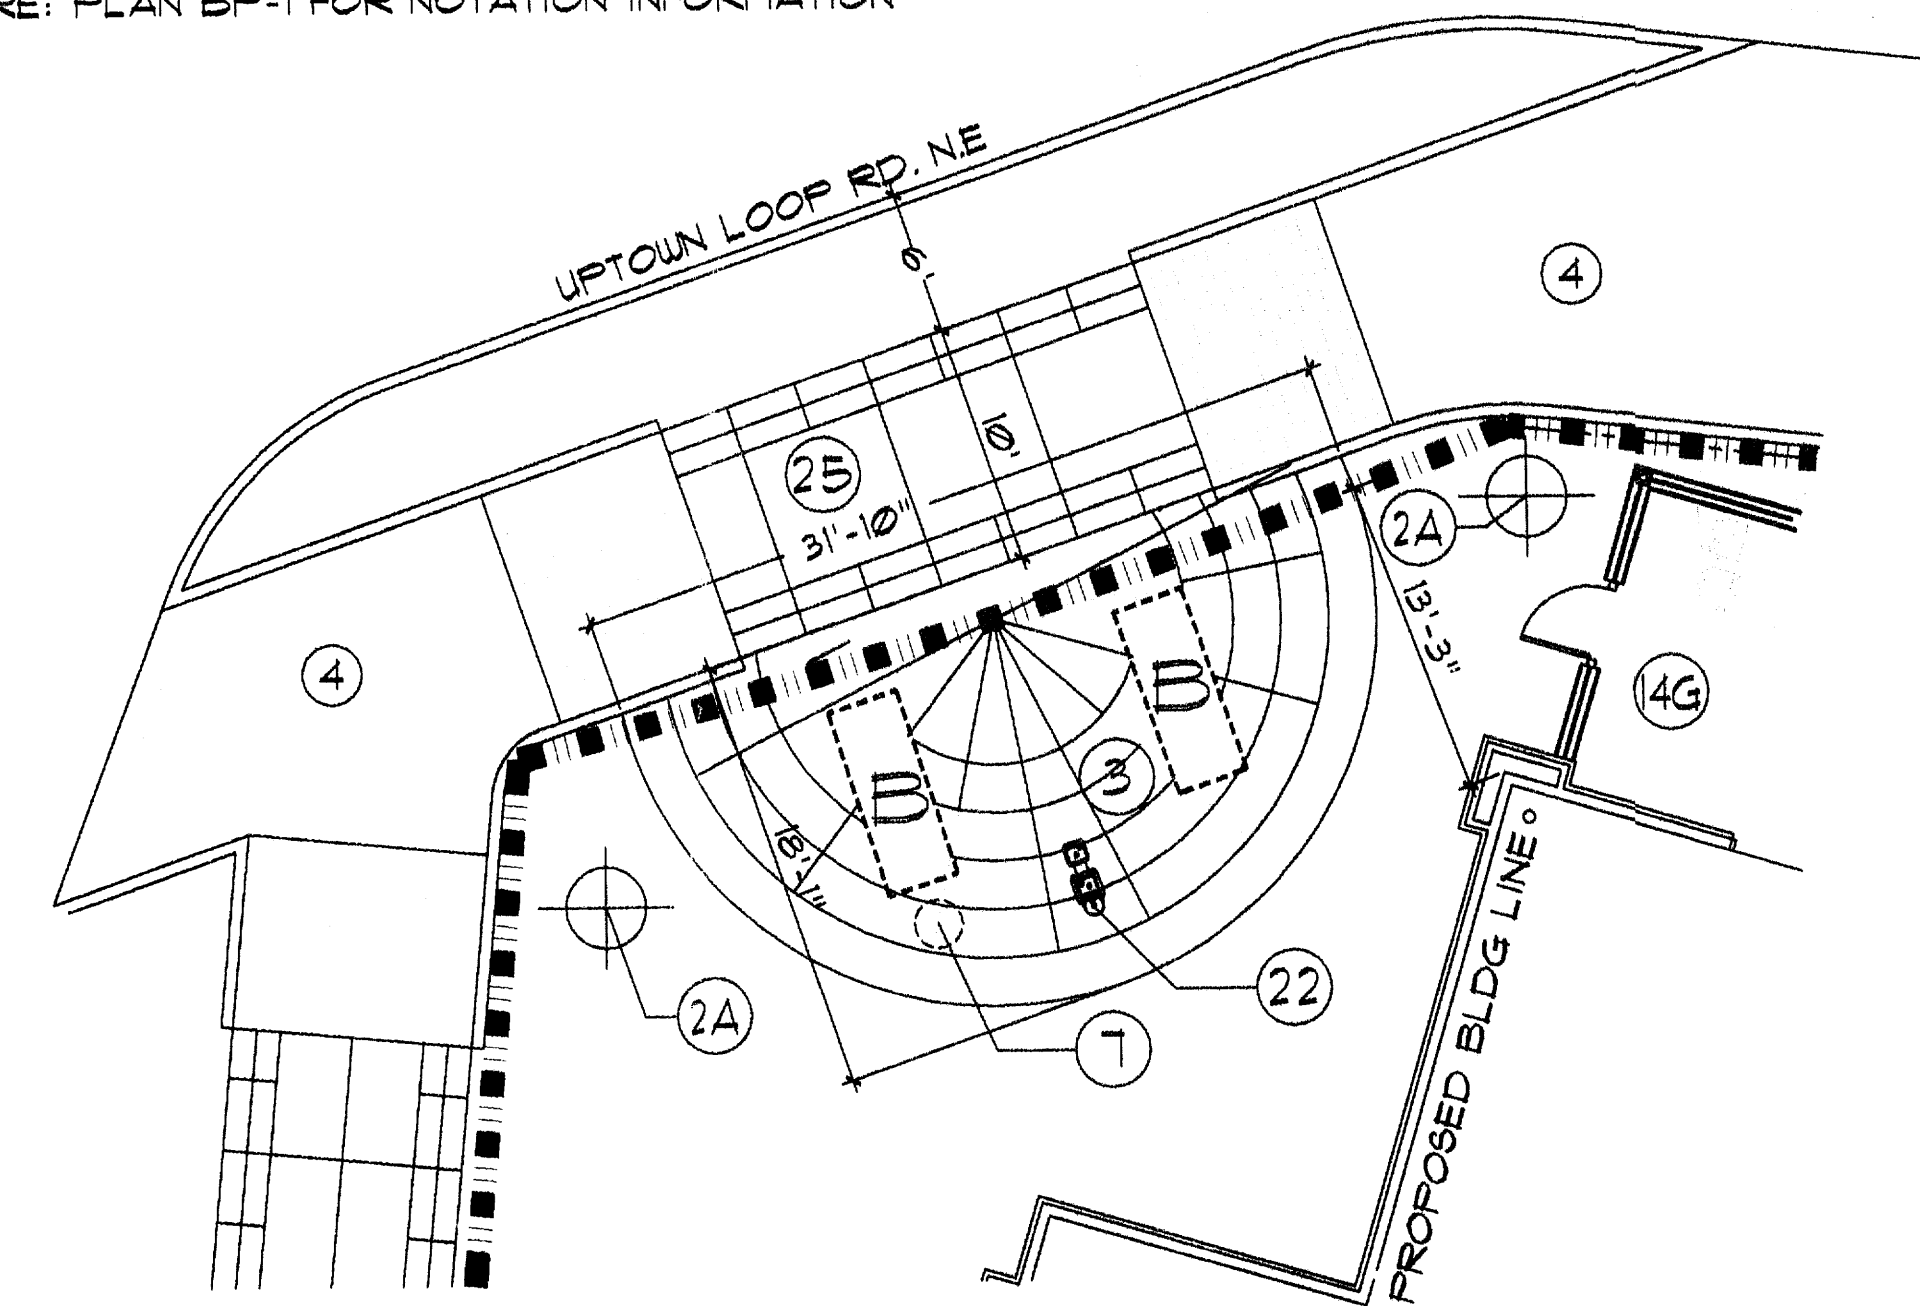 RE: PLAN BP-1 FOR NOTATION INFORMATION
UPTOWN LOOP RD. N.E
6'
4
10'
25
31'-10"
2A
13'-3"
4
B
14G
3
B
18'-1"
22
2A
7
PROPOSED BLDG LINE